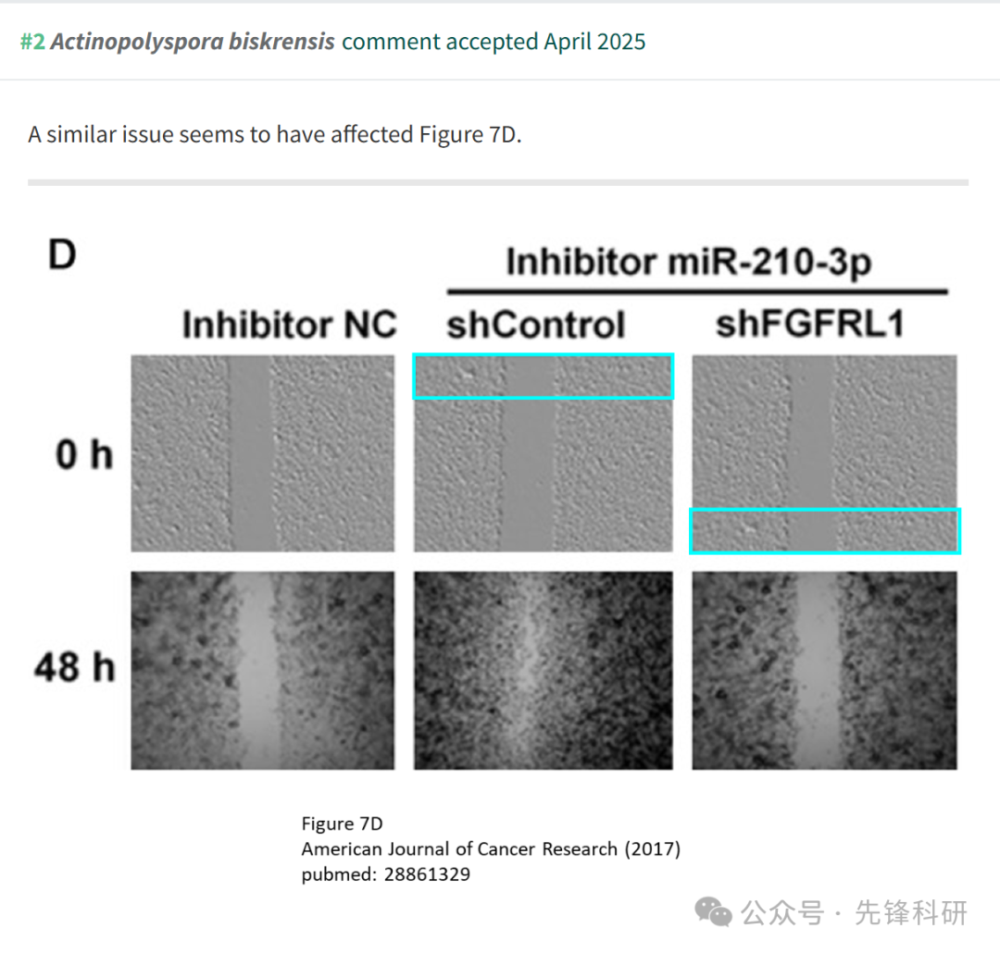 #2 Actinopolyspora biskrensis comment accepted April 2025
A similar issue seems to have affected Figure 7D.
D
Inhibitor miR-210-3p
Inhibitor NC shControl shFGFRL1
0 h
48 h
Figure 7D
American Journal of Cancer Research (2017)
pubmed: 28861329
公众号 · 先锋科研